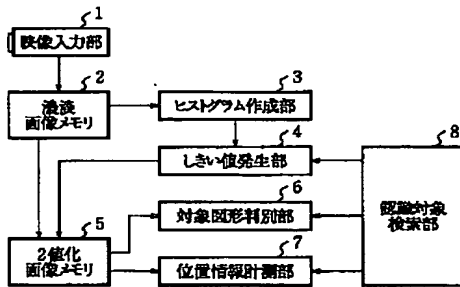 1
映像入力部
2
濃淡
画像メモリ
3
ヒストグラム作成部
4
しきい値発生部
5
2値化
画像メモリ
6
対象図形判別部
7
位置情報計測部
8
認識対象
検索部